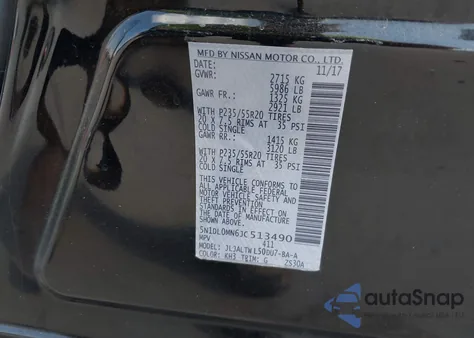 MFD BY NISSAN MOTOR CO., LTD.
DATE: 11/17
GVWR: 2715 KG
5986 LB
GAWR FR.: 1325 KG
2921 LB
WITH P235/55R20 TIRES
20 X 7.5 RIMS AT 35 PSI
COLD SINGLE
GAWR RR.: 1415 KG
3120 LB
WITH P235/55R20 TIRES
20 X 7.5 RIMS AT 35 PSI
COLD SINGLE
THIS VEHICLE CONFORMS TO
ALL APPLICABLE FEDERAL
MOTOR VEHICLE SAFETY AND
THEFT PREVENTION STANDARDS
IN EFFECT ON THE DATE OF
MANUFACTURE SHOWN ABOVE.
5N1DL0MN6JC513490
MPV 411
MODEL: JLJALTWL50UU7-BA-A
COLOR: KH3 TRIM: G ZS30A
autoSnap